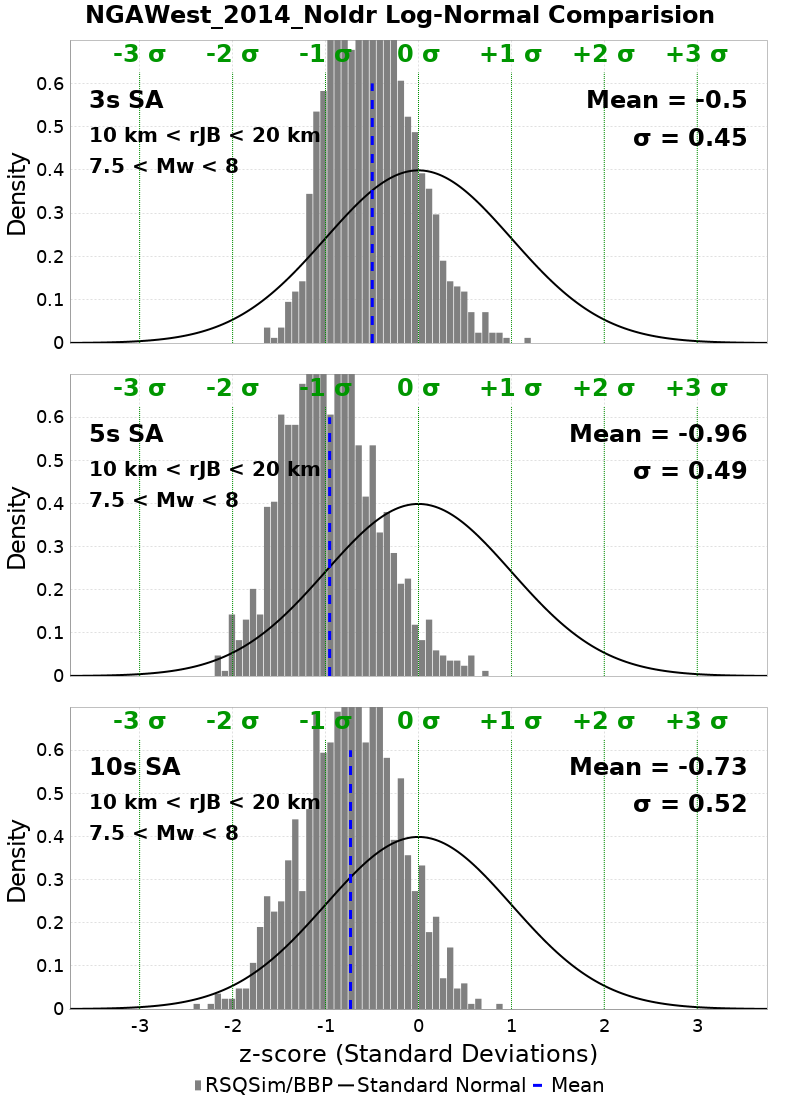 NGAWest_2014_NoIdr Log-Normal Comparision
-3 σ -2 σ -1 σ 0 σ +1 σ +2 σ +3 σ
3s SA
Mean = -0.5
10 km < rJB < 20 km
σ = 0.45
7.5 < Mw < 8
Density
0.6
0.5
0.4
0.3
0.2
0.1
0
-3 σ -2 σ -1 σ 0 σ +1 σ +2 σ +3 σ
5s SA
Mean = -0.96
10 km < rJB < 20 km
σ = 0.49
7.5 < Mw < 8
Density
0.6
0.5
0.4
0.3
0.2
0.1
0
-3 σ -2 σ -1 σ 0 σ +1 σ +2 σ +3 σ
10s SA
Mean = -0.73
10 km < rJB < 20 km
σ = 0.52
7.5 < Mw < 8
Density
0.6
0.5
0.4
0.3
0.2
0.1
0
-3 -2 -1 0 1 2 3
z-score (Standard Deviations)
RSQSim/BBP Standard Normal Mean